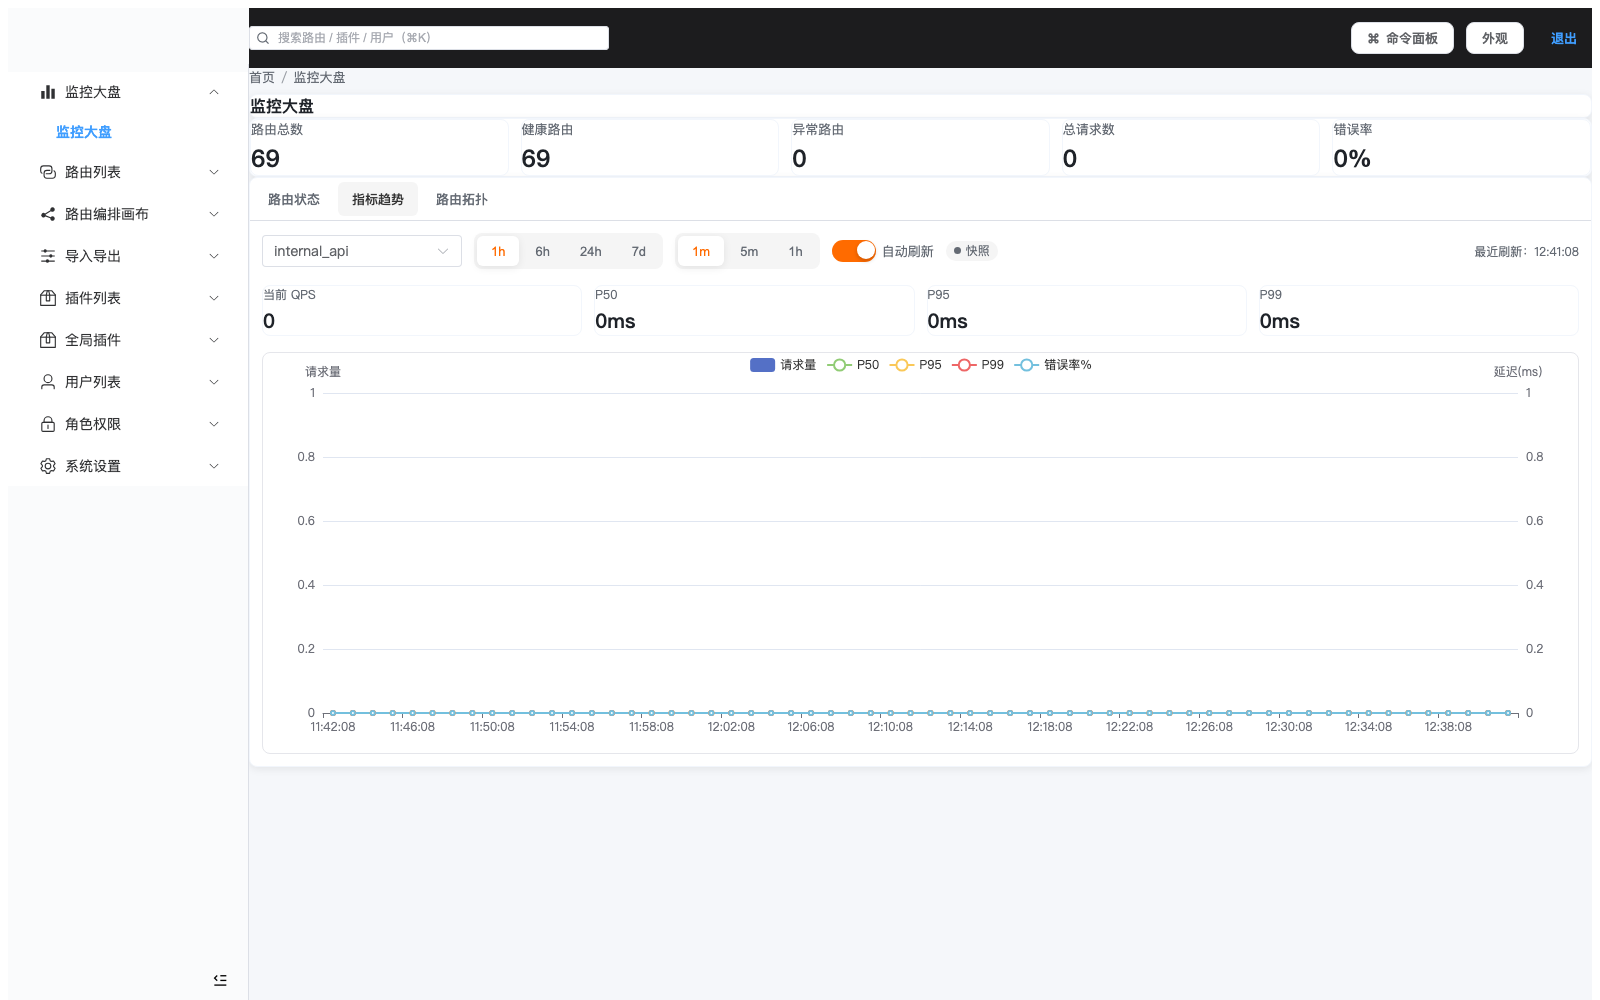 搜索路由 / 插件 / 用户（⌘K）
⌘ 命令面板
外观
退出
监控大盘
监控大盘
路由列表
路由编排画布
导入导出
插件列表
全局插件
用户列表
角色权限
系统设置
首页 / 监控大盘
监控大盘
路由总数
69
健康路由
69
异常路由
0
总请求数
0
错误率
0%
路由状态 指标趋势 路由拓扑
internal_api
1h 6h 24h 7d
1m 5m 1h
自动刷新
快照
最近刷新：12:41:08
当前 QPS
0
P50
0ms
P95
0ms
P99
0ms
请求量 P50 P95 P99 错误率%
请求量
延迟(ms)
1 1
0.8 0.8
0.6 0.6
0.4 0.4
0.2 0.2
0 0
11:42:08 11:46:08 11:50:08 11:54:08 11:58:08 12:02:08 12:06:08 12:10:08 12:14:08 12:18:08 12:22:08 12:26:08 12:30:08 12:34:08 12:38:08